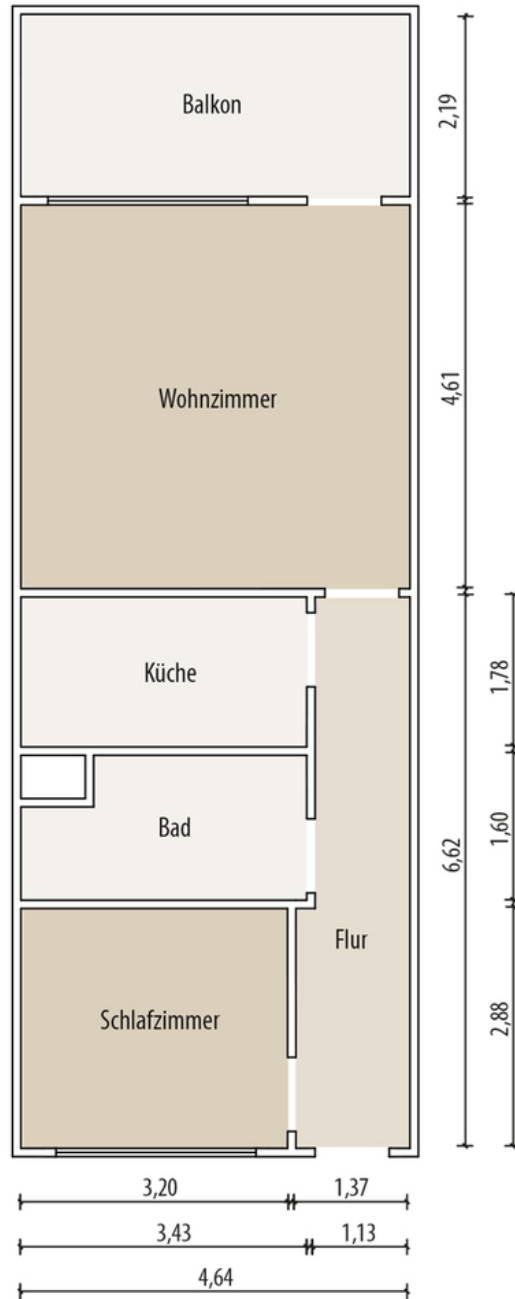 Balkon
2,19
Wohnzimmer
4,61
Küche
1,78
Bad
1,60
6,62
Flur
Schlafzimmer
2,88
3,20
1,37
3,43
1,13
4,64